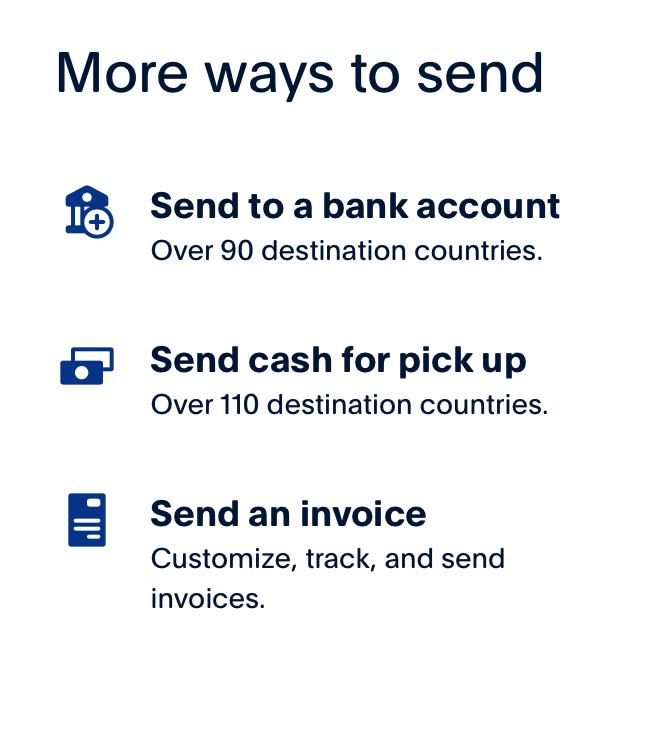 More ways to send
Send to a bank account
Over 90 destination countries.
Send cash for pick up
Over 110 destination countries.
Send an invoice
Customize, track, and send
invoices.